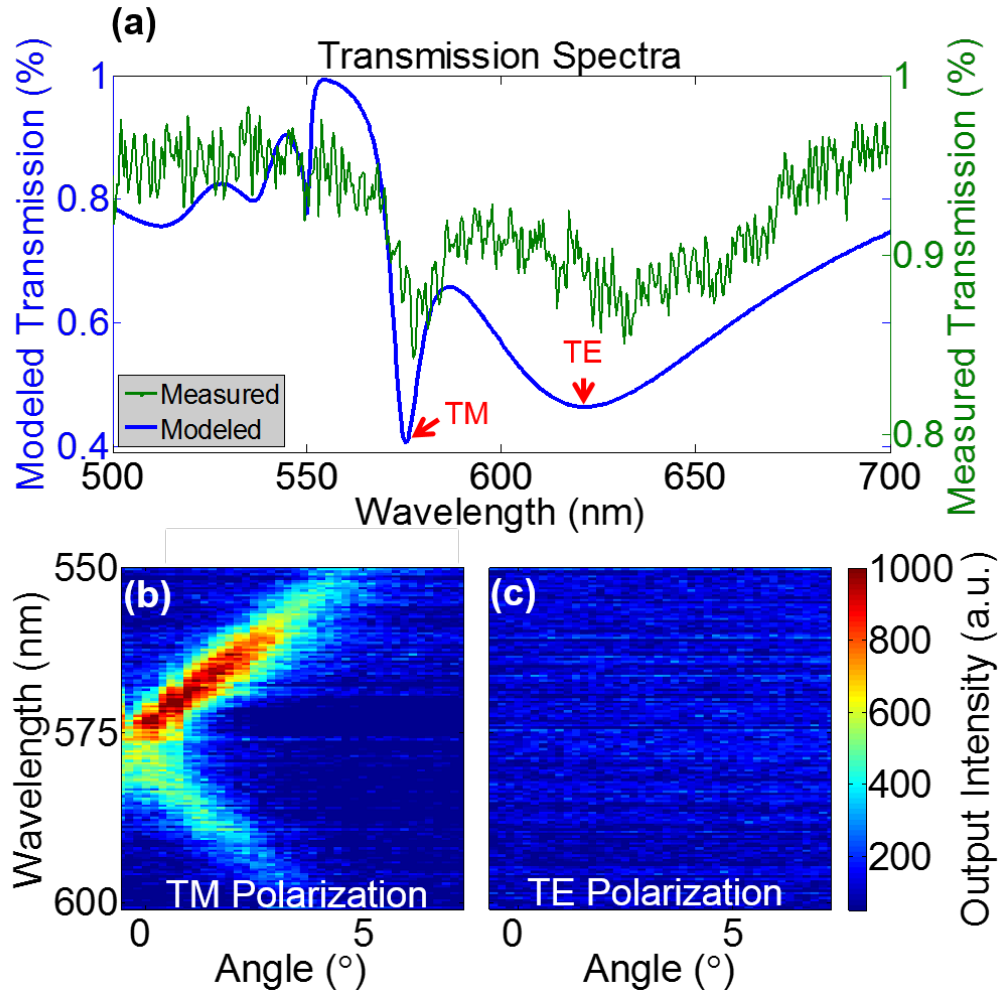 (a)
Transmission Spectra
Modeled Transmission (%)
1
0.8
0.6
0.4
Measured Transmission (%)
1
0.9
0.8
TE
TM
Measured
Modeled
500 550 600 650 700
Wavelength (nm)
(b)
Wavelength (nm)
550
575
600
TM Polarization
0 5
Angle (°)
(c)
TE Polarization
0 5
Angle (°)
1000
800
600
400
200
Output Intensity (a.u.)